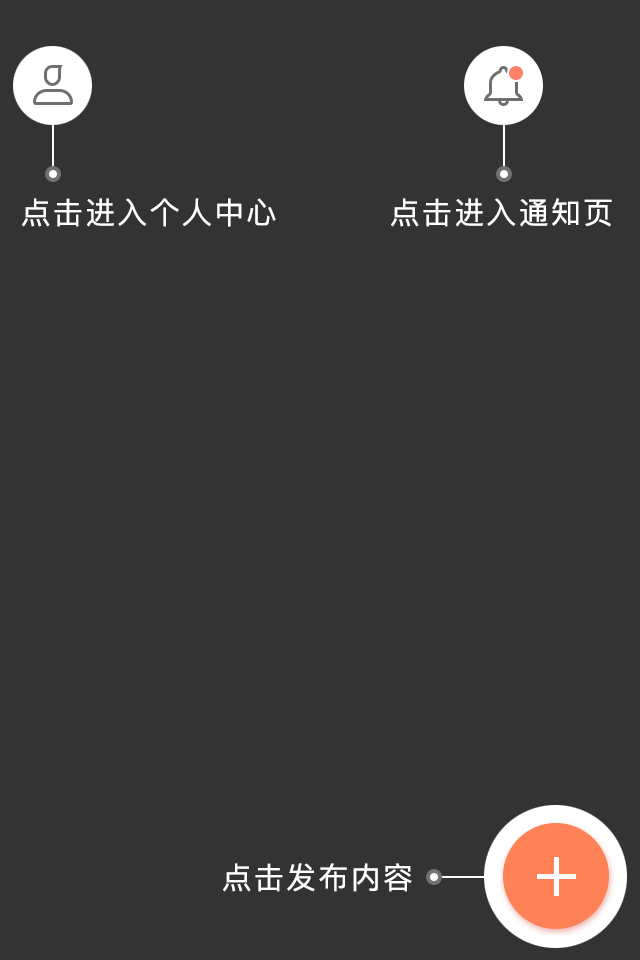 点击进入个人中心
点击进入通知页
点击发布内容